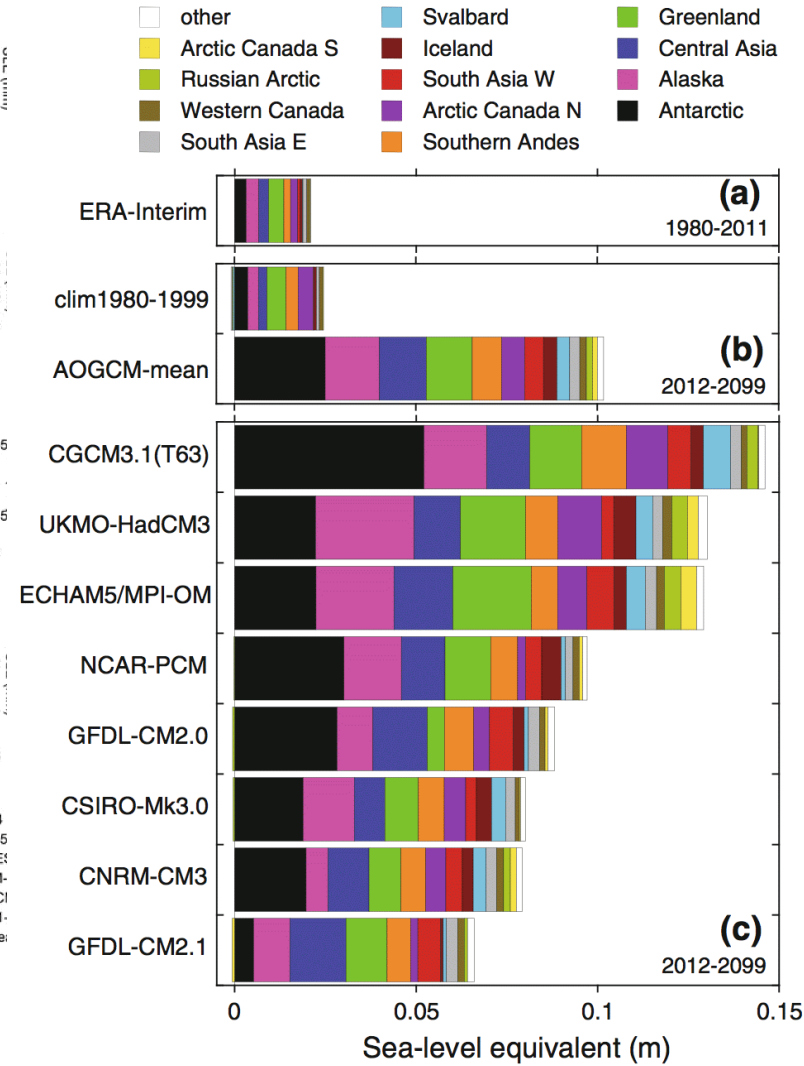 other
Svalbard
Greenland
Arctic Canada S
Iceland
Central Asia
Russian Arctic
South Asia W
Alaska
Western Canada
Arctic Canada N
Antarctic
South Asia E
Southern Andes
ERA-Interim
(a)
1980-2011
clim1980-1999
AOGCM-mean
(b)
2012-2099
CGCM3.1(T63)
UKMO-HadCM3
ECHAM5/MPI-OM
NCAR-PCM
GFDL-CM2.0
CSIRO-Mk3.0
CNRM-CM3
GFDL-CM2.1
(c)
2012-2099
0 0.05 0.1 0.15
Sea-level equivalent (m)